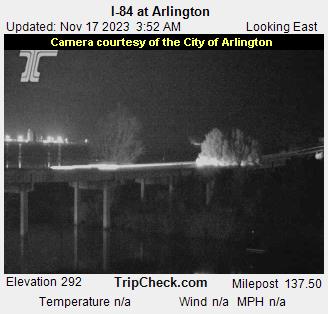 I-84 at Arlington
Updated: Nov 17 2023 3:52 AM Looking East
Camera courtesy of the City of Arlington
Elevation 292 TripCheck.com Milepost 137.50
Temperature n/a Wind n/a MPH n/a